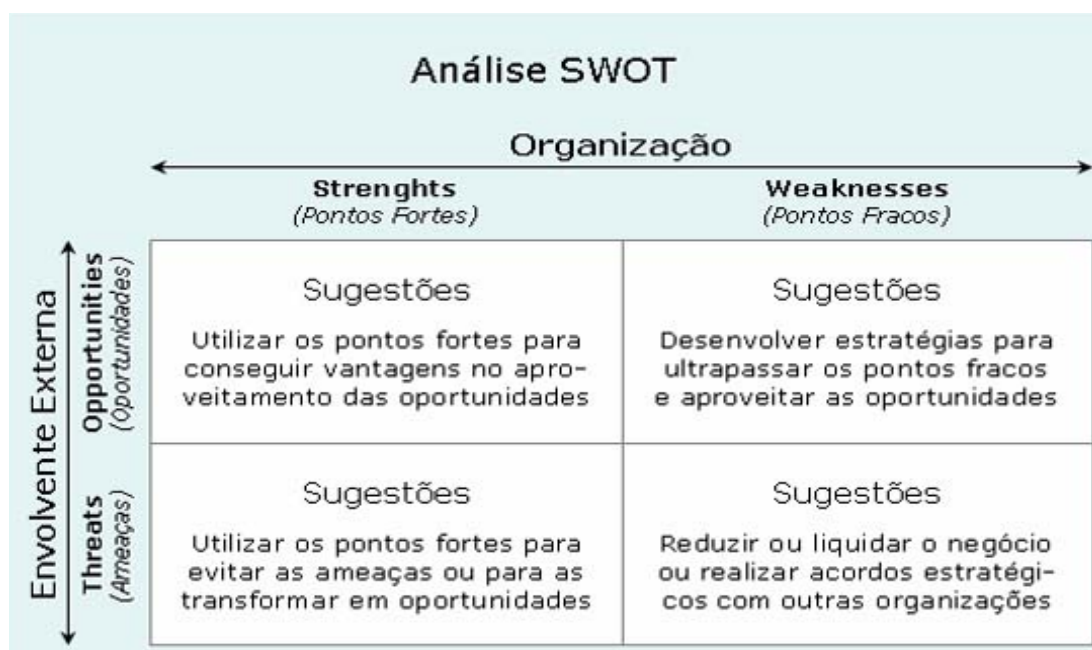 Análise SWOT
Organização
Strenghts
(Pontos Fortes)
Weaknesses
(Pontos Fracos)
Envolvente Externa
Opportunities
(Oportunidades)
Sugestões
Utilizar os pontos fortes para
conseguir vantagens no apro-
veitamento das oportunidades
Sugestões
Desenvolver estratégias para
ultrapassar os pontos fracos
e aproveitar as oportunidades
Threats
(Ameaças)
Sugestões
Utilizar os pontos fortes para
evitar as ameaças ou para as
transformar em oportunidades
Sugestões
Reduzir ou liquidar o negócio
ou realizar acordos estratégi-
cos com outras organizações